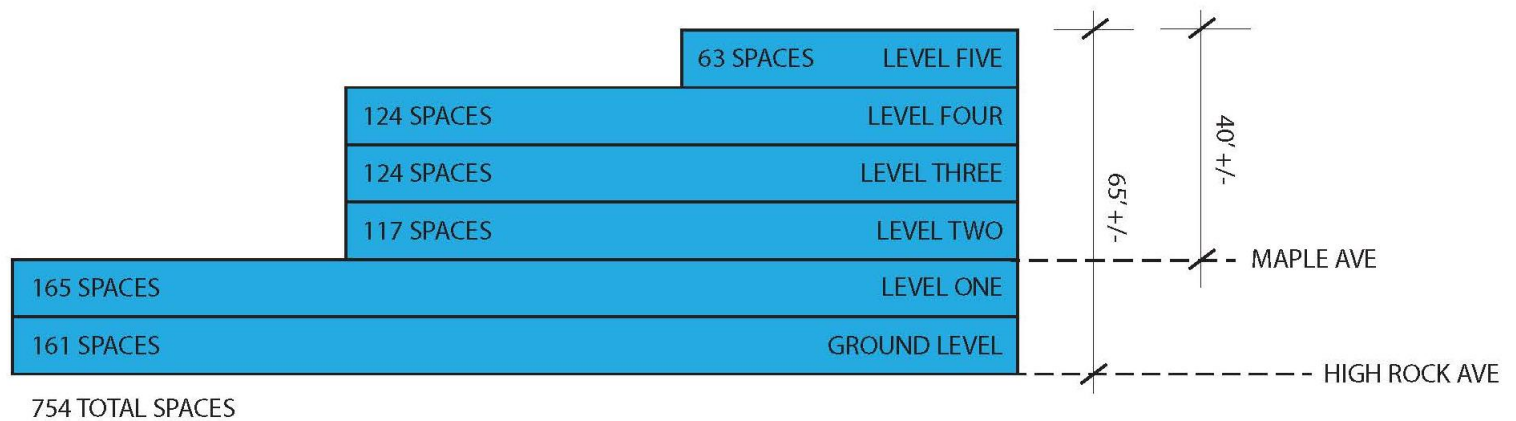 63 SPACES LEVEL FIVE
124 SPACES LEVEL FOUR
124 SPACES LEVEL THREE
117 SPACES LEVEL TWO
165 SPACES LEVEL ONE
161 SPACES GROUND LEVEL
754 TOTAL SPACES
65' +/-
40' +/-
MAPLE AVE
HIGH ROCK AVE